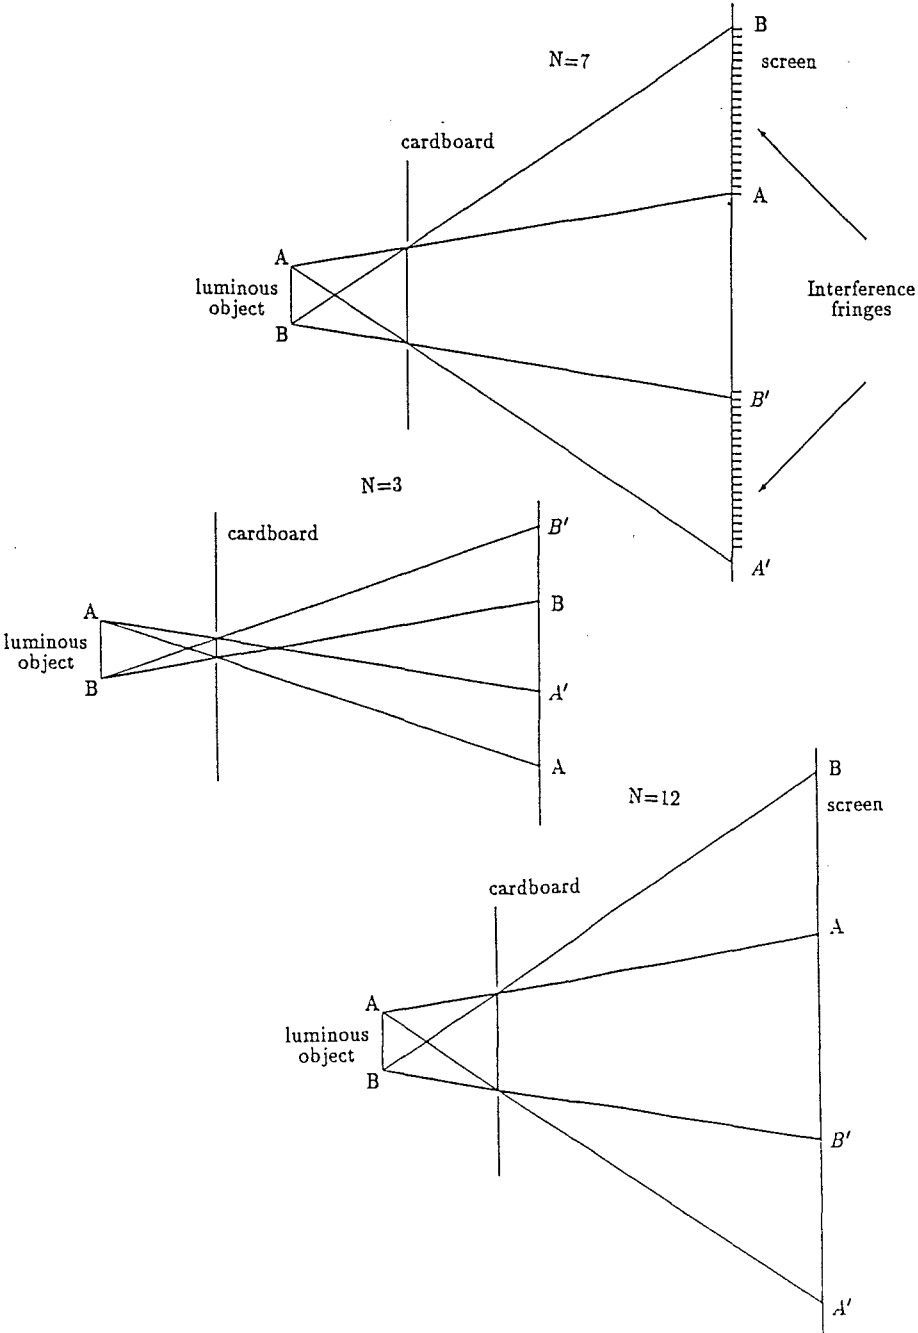 B
N=7
screen
cardboard
A
A
luminous
object
Interference
fringes
B
B′
N=3
A′
cardboard
B′
A
B
luminous
object
B
A′
A
B
N=12
screen
cardboard
A
A
luminous
object
B
B′
A′